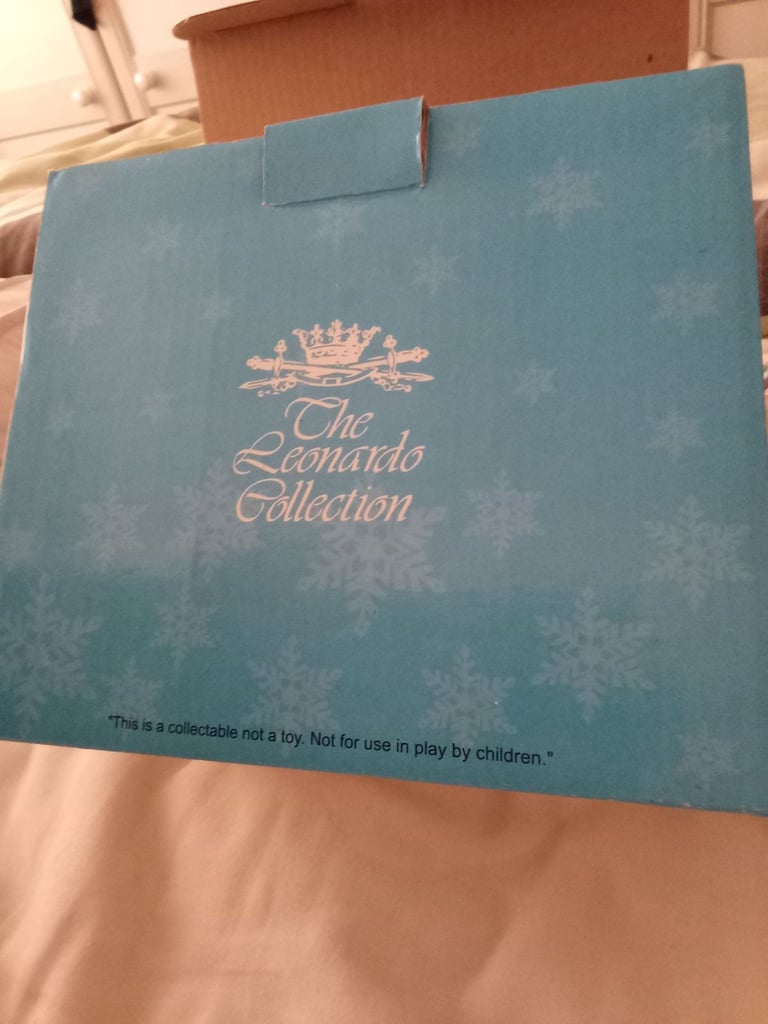 The
Leonardo
Collection
"This is a collectable not a toy. Not for use in play by children."